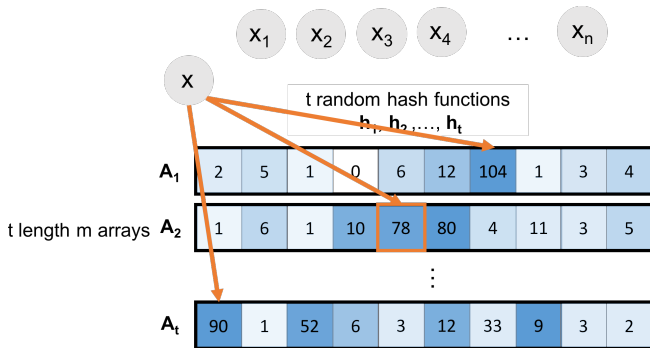 x₁ x₂ x₃ x₄ … xₙ
x
t random hash functions
h₁, h₂ ,…, hₜ
A₁ 2 5 1 0 6 12 104 1 3 4
t length m arrays A₂ 1 6 1 10 78 80 4 11 3 5
⋮
Aₜ 90 1 52 6 3 12 33 9 3 2